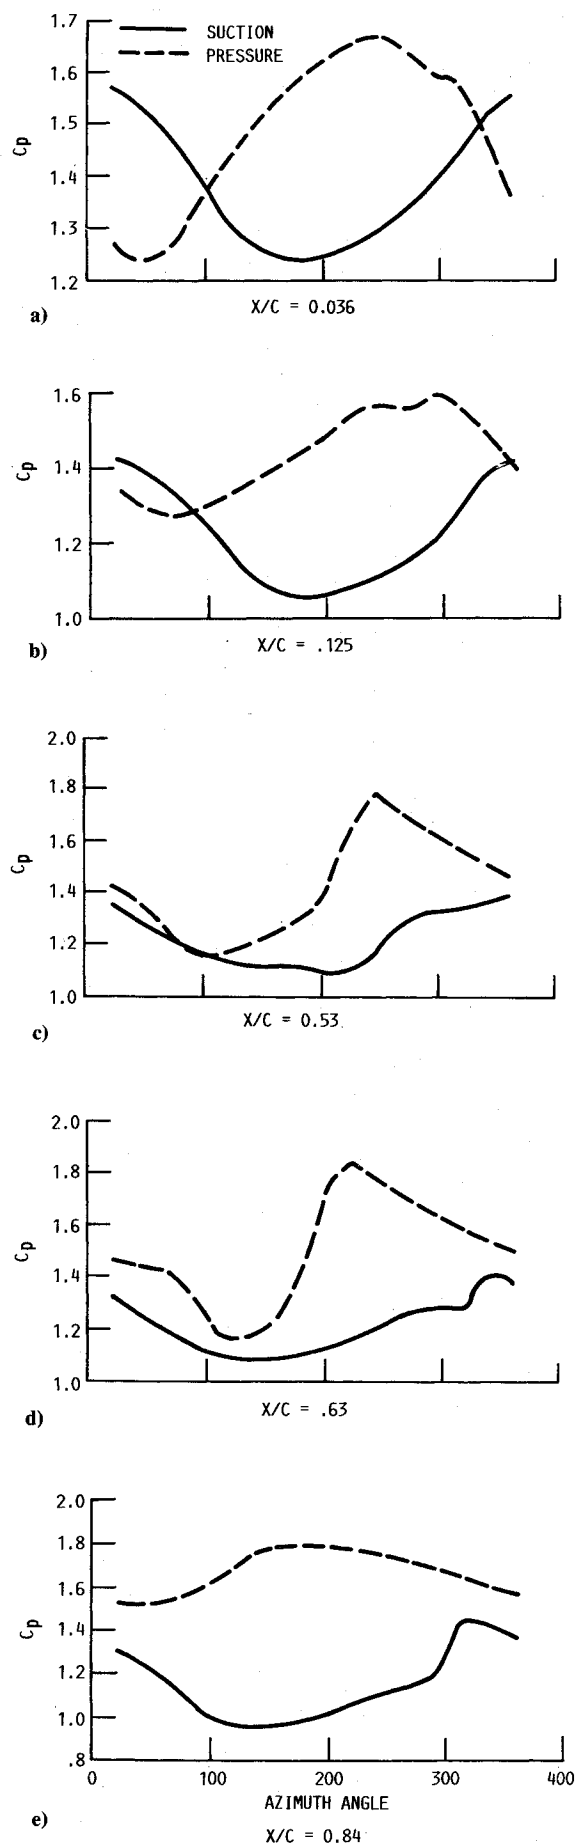 1.7
SUCTION
PRESSURE
1.6
1.5
Cp
1.4
1.3
1.2
a)
X/C = 0.036
1.6
1.4
Cp
1.2
1.0
b)
X/C = .125
2.0
1.8
1.6
Cp
1.4
1.2
1.0
c)
X/C = 0.53
2.0
1.8
1.6
Cp
1.4
1.2
1.0
d)
X/C = .63
2.0
1.8
1.6
1.4
Cp
1.2
1.0
.8
0 100 200 300 400
AZIMUTH ANGLE
e)
X/C = 0.84